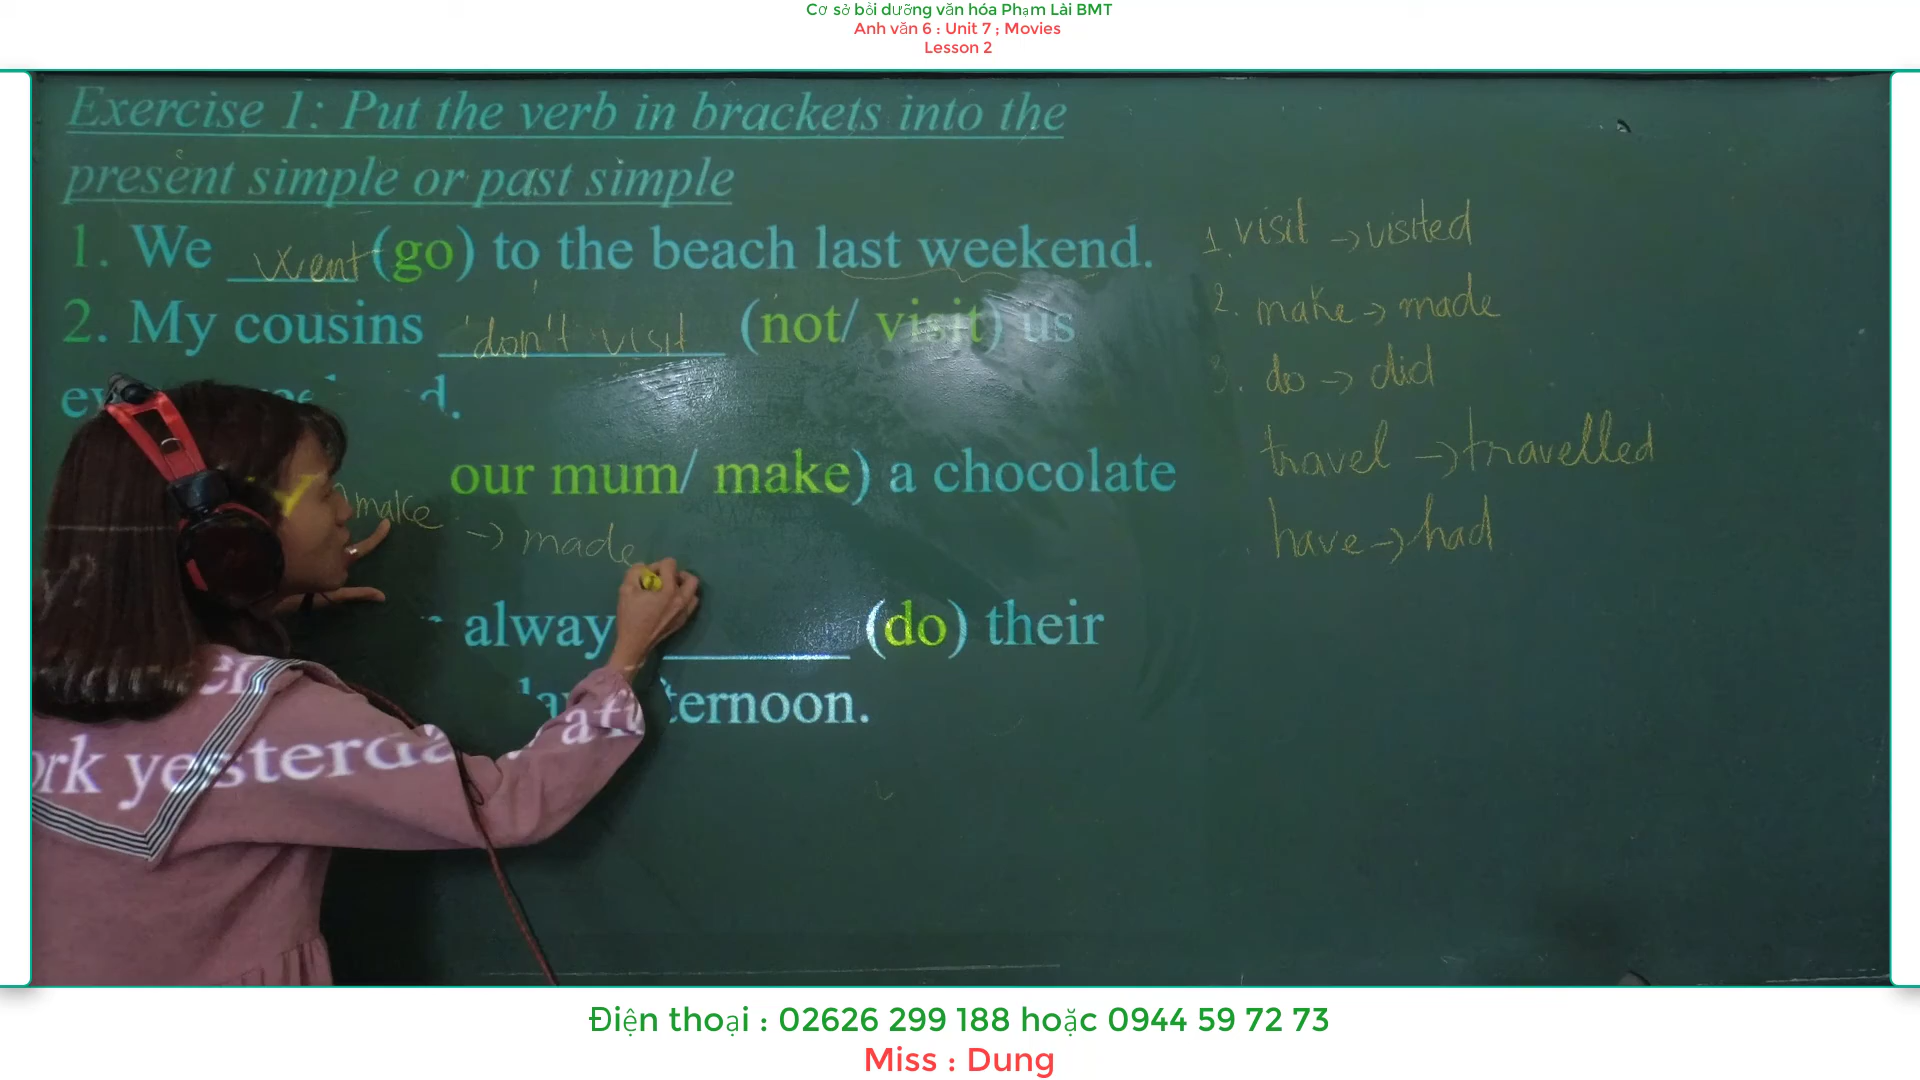 Cơ sở bồi dưỡng văn hóa Phạm Lài BMT
Anh văn 6 : Unit 7 ; Movies
Lesson 2
Exercise 1: Put the verb in brackets into the
present simple or past simple
1. We went (go) to the beach last weekend.
2. My cousins don't visit (not/ visit) us
d.
our mum/ make) a chocolate
make → made
alway (do) their
ternoon.
ork yesterda
1. visit → visited
2. make → made
3. do → did
travel → travelled
have → had
Điện thoại : 02626 299 188 hoặc 0944 59 72 73
Miss : Dung